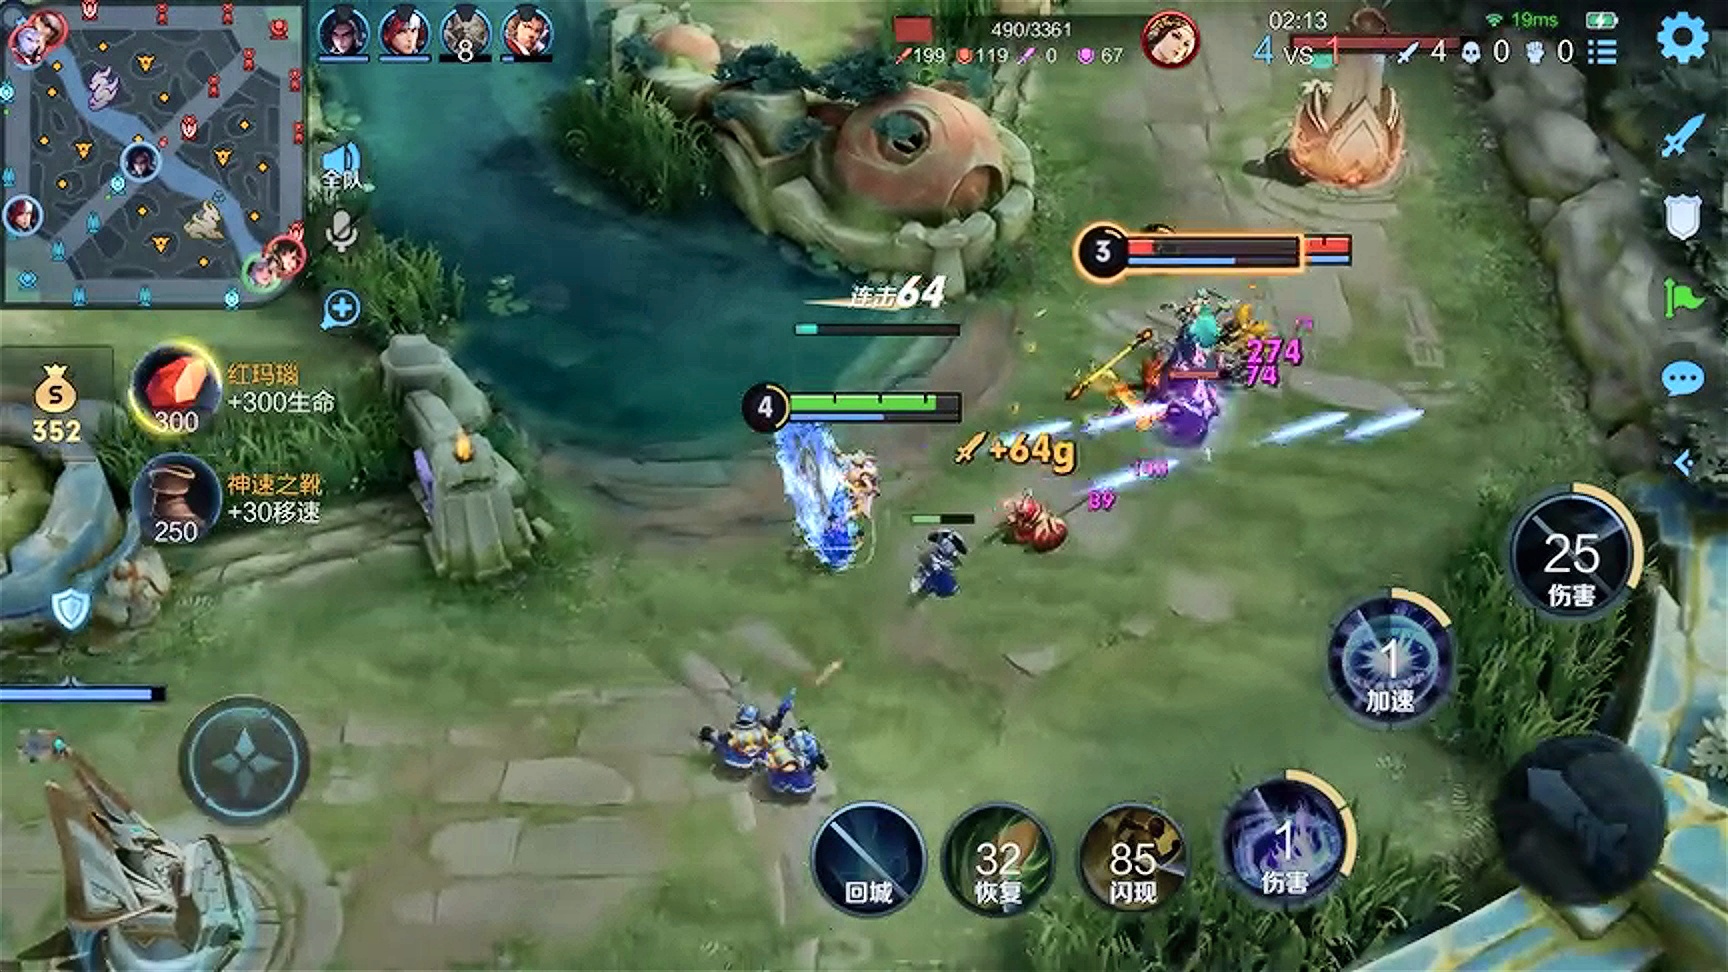 8
490/3361
199 119 0 67
02:13
19ms
4 VS 1 4 0 0
全队
3
连击64
274
74
4
+64g
39
352
红玛瑙
+300生命
300
神速之靴
+30移速
250
25
伤害
1
加速
1
伤害
回城
32
恢复
85
闪现